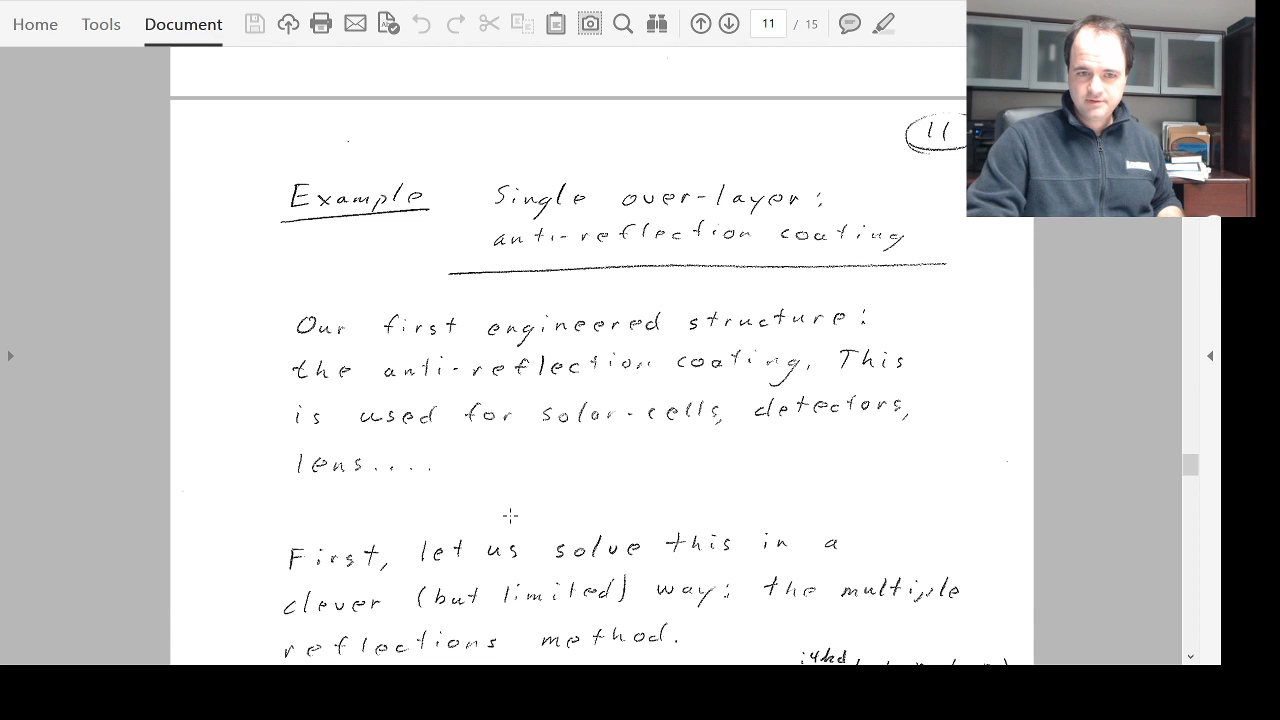 Home Tools Document 11 / 15
11
Example Single over-layer:
anti-reflection coating
Our first engineered structure:
the anti-reflection coating. This
is used for solar-cells, detectors,
lens....
First, let us solve this in a
clever (but limited) way: the multiple
reflections method.